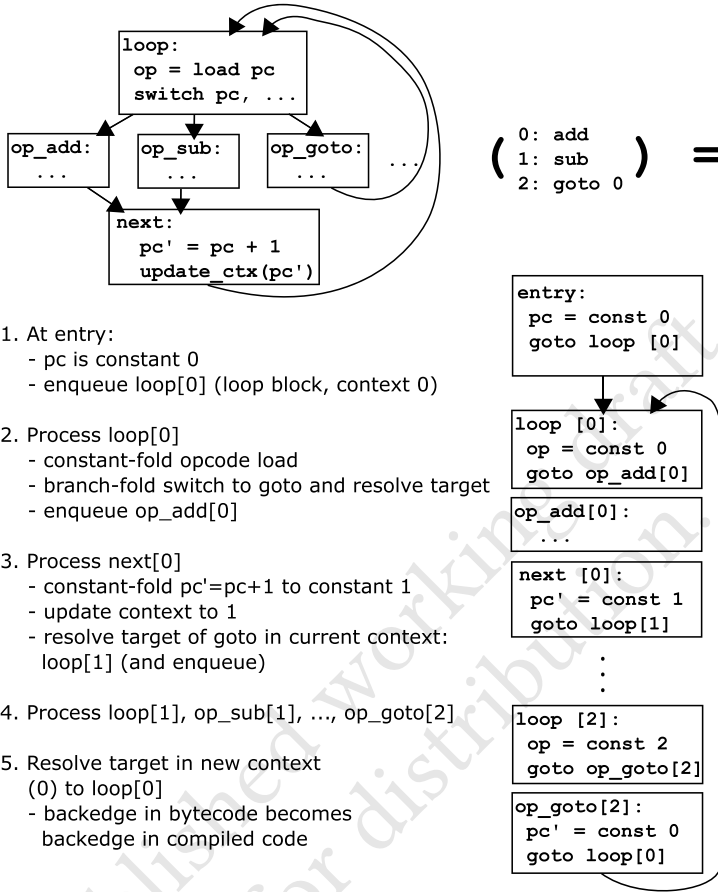 loop:
op = load pc
switch pc, ...
op_add:
...
op_sub:
...
op_goto:
...
...
next:
pc' = pc + 1
update_ctx(pc')
( 0: add
1: sub
2: goto 0 ) =
1. At entry:
- pc is constant 0
- enqueue loop[0] (loop block, context 0)
2. Process loop[0]
- constant-fold opcode load
- branch-fold switch to goto and resolve target
- enqueue op_add[0]
3. Process next[0]
- constant-fold pc'=pc+1 to constant 1
- update context to 1
- resolve target of goto in current context:
loop[1] (and enqueue)
4. Process loop[1], op_sub[1], ..., op_goto[2]
5. Resolve target in new context
(0) to loop[0]
- backedge in bytecode becomes
backedge in compiled code
entry:
pc = const 0
goto loop [0]
loop [0]:
op = const 0
goto op_add[0]
op_add[0]:
...
next [0]:
pc' = const 1
goto loop[1]
...
loop [2]:
op = const 2
goto op_goto[2]
op_goto[2]:
pc' = const 0
goto loop[0]
working draft
for distribution.